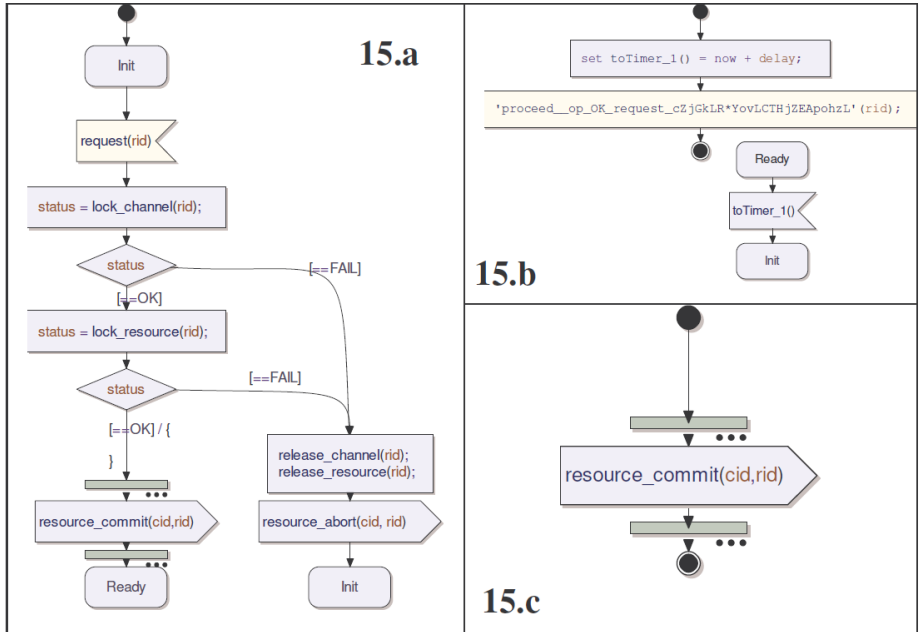 15.a
Init
request(rid)
status = lock_channel(rid);
status
[==FAIL]
[==OK]
status = lock_resource(rid);
status
[==FAIL]
[==OK] / {
}
release_channel(rid);
release_resource(rid);
resource_commit(cid,rid)
resource_abort(cid, rid)
Ready
Init
set toTimer_1() = now + delay;
'proceed__op_OK_request_cZjGkLR*YovLCTHjZEApohzL'(rid);
Ready
toTimer_1()
Init
15.b
resource_commit(cid,rid)
15.c